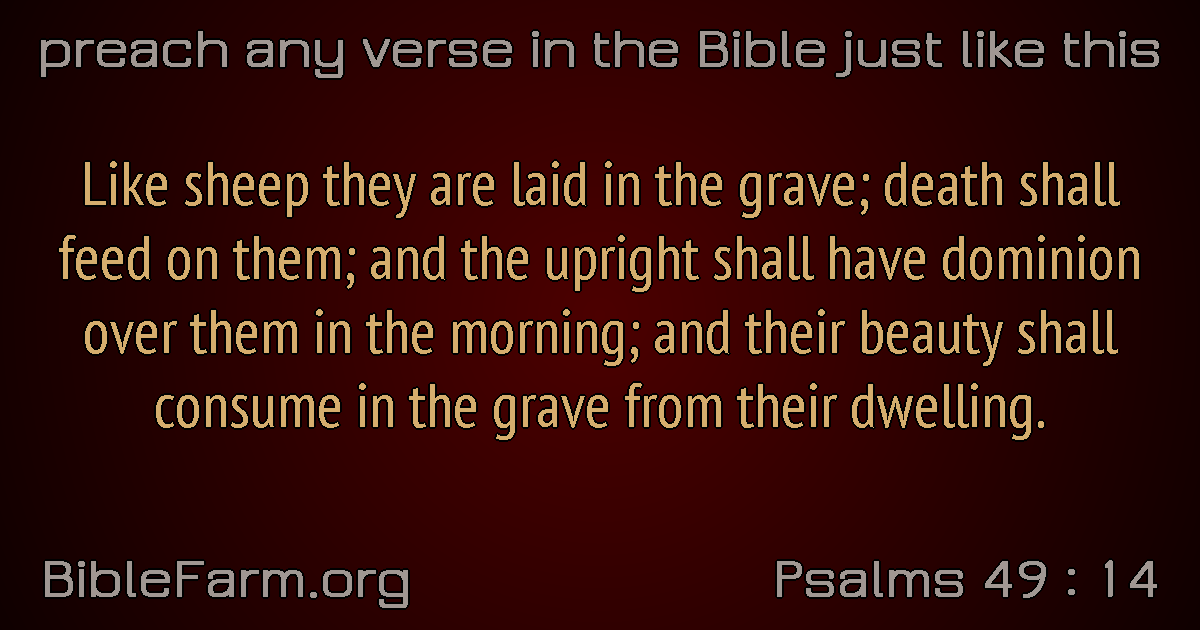 preach any verse in the Bible just like this
Like sheep they are laid in the grave; death shall
feed on them; and the upright shall have dominion
over them in the morning; and their beauty shall
consume in the grave from their dwelling.
BibleFarm.org
Psalms 49 : 14